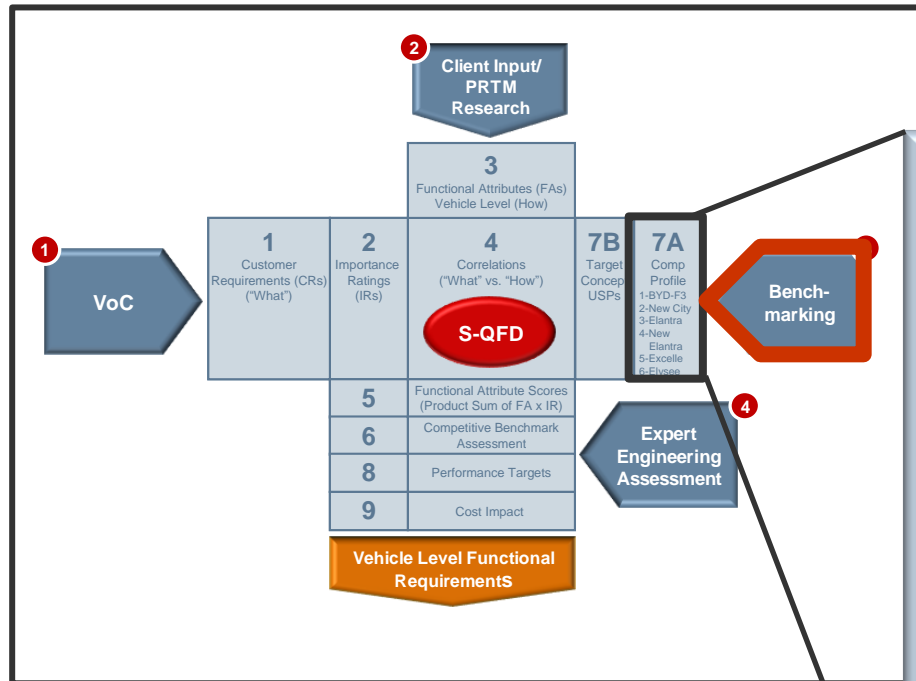 2
Client Input/
PRTM
Research
3
Functional Attributes (FAs)
Vehicle Level (How)
1
VoC
1
Customer
Requirements (CRs)
("What")
2
Importance
Ratings
(IRs)
4
Correlations
("What" vs. "How")
S-QFD
7B
Target
Concep
USPs
7A
Comp
Profile
1-BYD-F3
2-New City
3-Elantra
4-New
Elantra
5-Excelle
6-Elysee
Bench-
marking
5
Functional Attribute Scores
(Product Sum of FA x IR)
6
Competitive Benchmark
Assessment
8
Performance Targets
9
Cost Impact
4
Expert
Engineering
Assessment
Vehicle Level Functional
Requirements